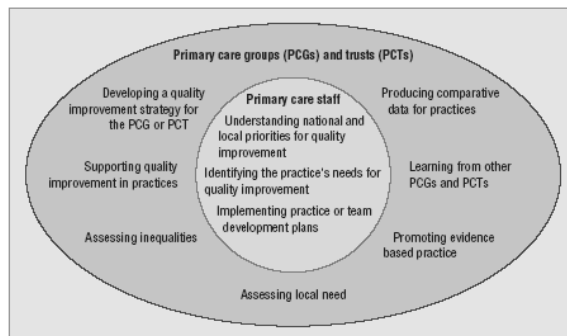 Primary care groups (PCGs) and trusts (PCTs)
Developing a quality
improvement strategy for
the PCG or PCT
Supporting quality
improvement in practices
Assessing inequalities
Primary care staff
Understanding national and
local priorities for quality
improvement
Identifying the practice's needs for
quality improvement
Implementing practice or team
development plans
Producing comparative
data for practices
Learning from other
PCGs and PCTs
Promoting evidence
based practice
Assessing local need